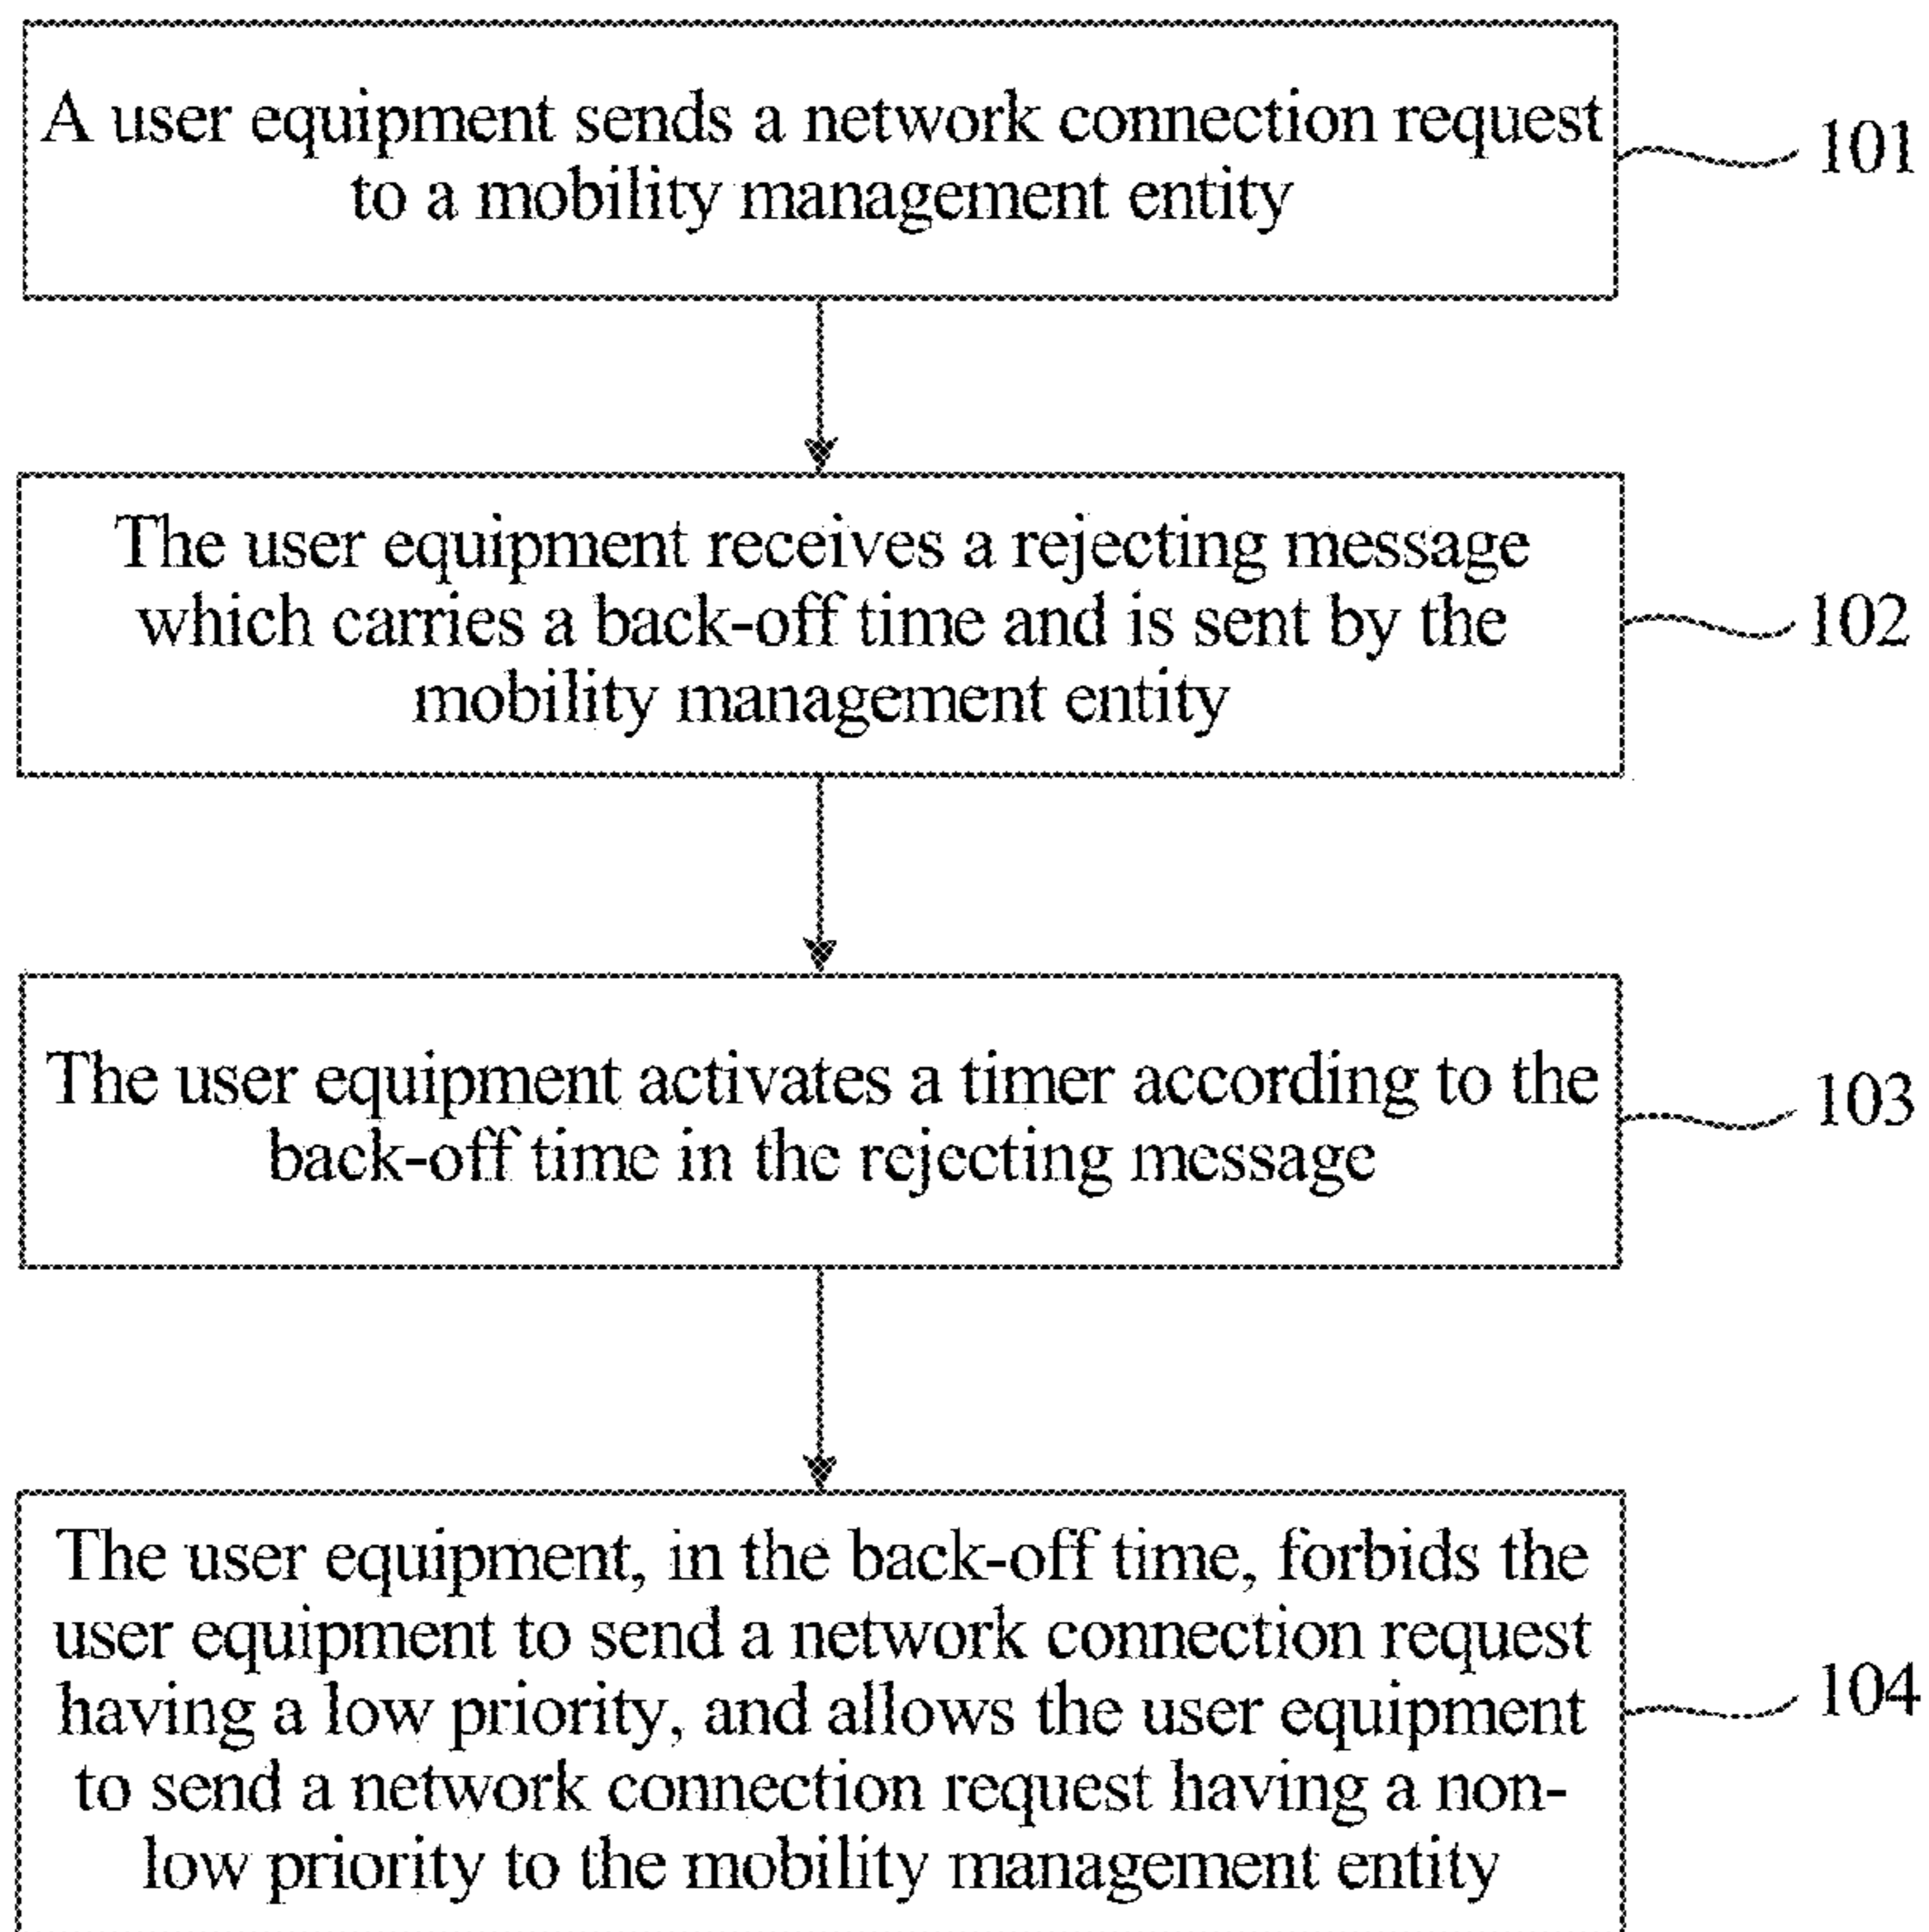 A user equipment sends a network connection request
to a mobility management entity
101
The user equipment receives a rejecting message
which carries a back-off time and is sent by the
mobility management entity
102
The user equipment activates a timer according to the
back-off time in the rejecting message
103
The user equipment, in the back-off time, forbids the
user equipment to send a network connection request
having a low priority, and allows the user equipment
to send a network connection request having a non-
low priority to the mobility management entity
104